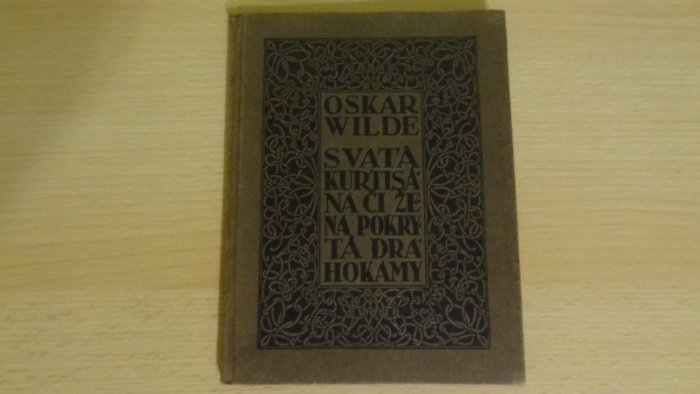 OSKAR
WILDE
SVATÁ
KURTISÁ
NA ČI ŽE
NA POKRY
TÁ DRA
HOKAMY